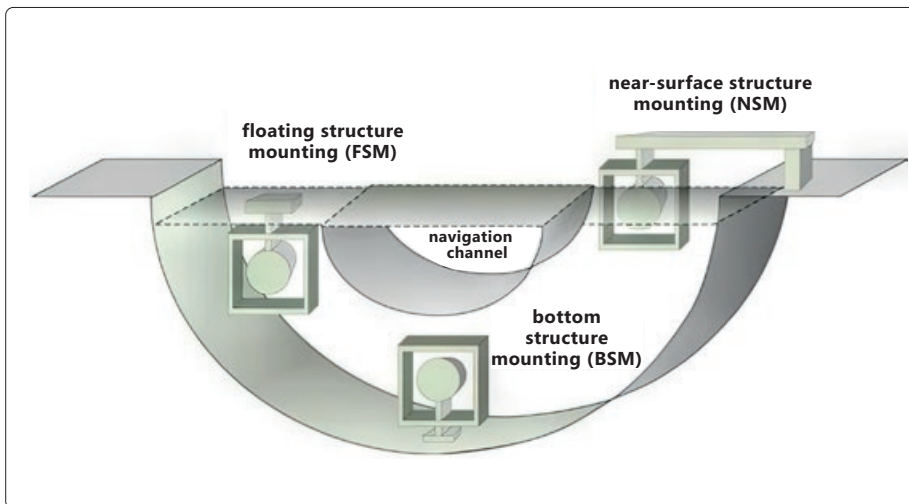 near-surface structure
mounting (NSM)
floating structure
mounting (FSM)
navigation
channel
bottom
structure
mounting (BSM)